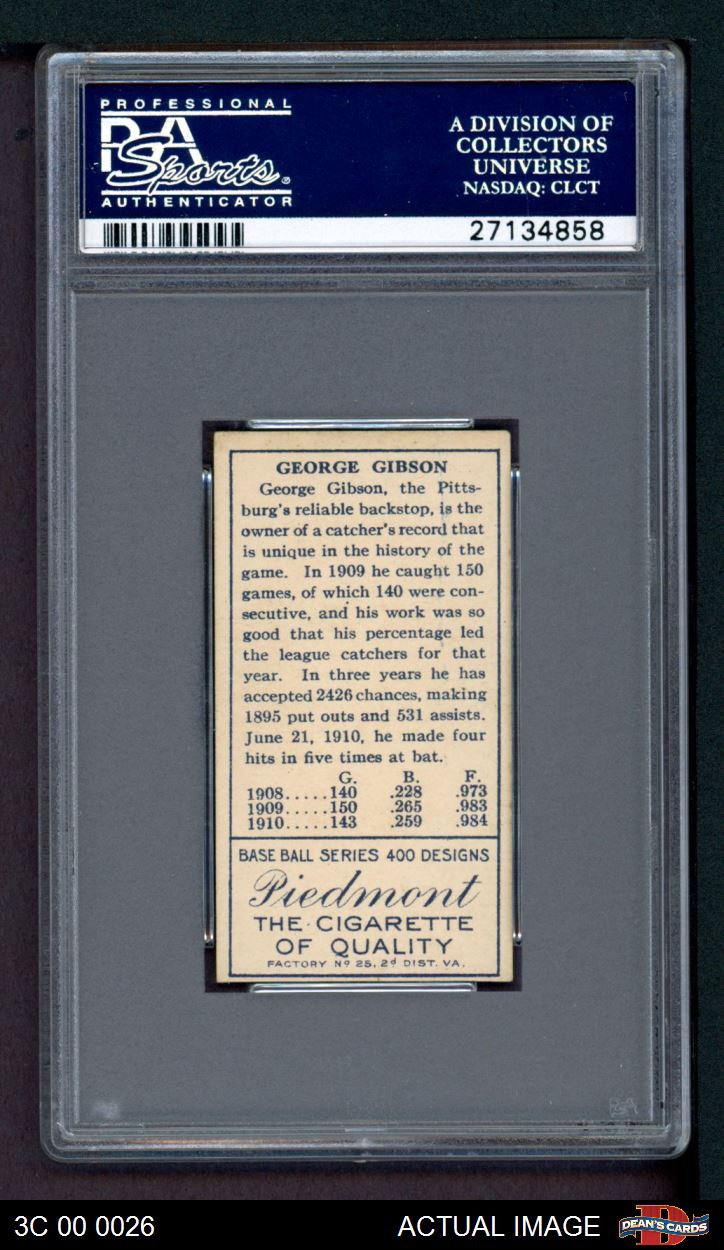 PROFESSIONAL
PSA
Sports®
AUTHENTICATOR
A DIVISION OF
COLLECTORS
UNIVERSE
NASDAQ: CLCT
27134858
GEORGE GIBSON
George Gibson, the Pitts-
burg's reliable backstop, is the
owner of a catcher's record that
is unique in the history of the
game. In 1909 he caught 150
games, of which 140 were con-
secutive, and his work was so
good that his percentage led
the league catchers for that
year. In three years he has
accepted 2426 chances, making
1895 put outs and 531 assists.
June 21, 1910, he made four
hits in five times at bat.
G. B. F.
1908.....140 .228 .973
1909.....150 .265 .983
1910.....143 .259 .984
BASE BALL SERIES 400 DESIGNS
Piedmont
THE CIGARETTE
OF QUALITY
FACTORY Nº 25, 2d DIST. VA.
PSA
3C 00 0026
ACTUAL IMAGE
DEAN'S CARDS